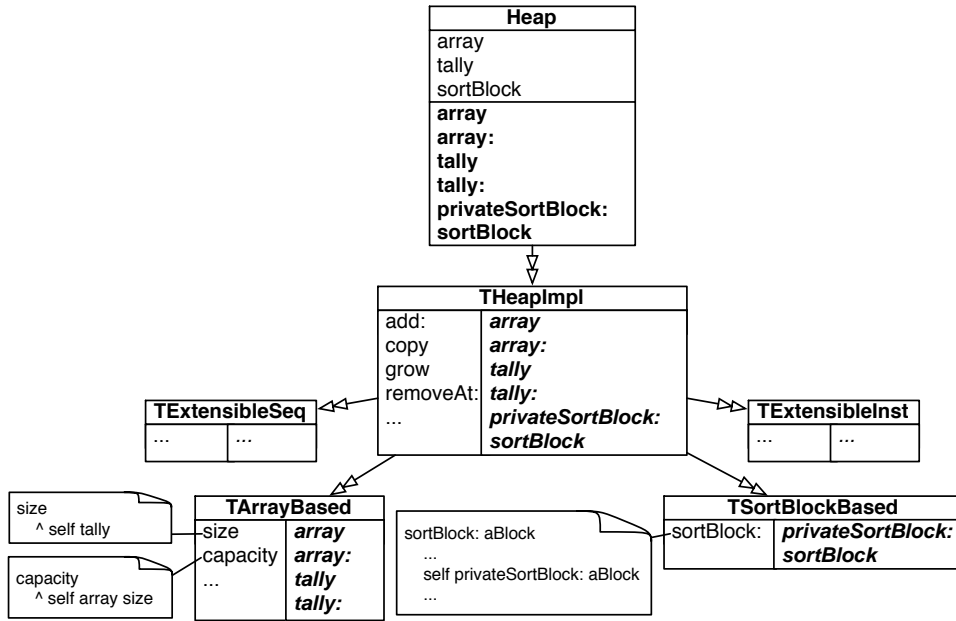 Heap
array
tally
sortBlock
array
array:
tally
tally:
privateSortBlock:
sortBlock
THeapImpl
add:
copy
grow
removeAt:
...
array
array:
tally
tally:
privateSortBlock:
sortBlock
TExtensibleSeq
... ...
TExtensibleInst
... ...
size
^ self tally
capacity
^ self array size
TArrayBased
size
capacity
...
array
array:
tally
tally:
sortBlock: aBlock
...
self privateSortBlock: aBlock
...
TSortBlockBased
sortBlock:
privateSortBlock:
sortBlock